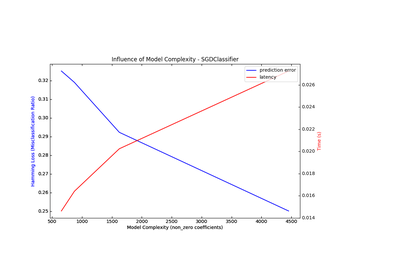 Influence of Model Complexity - SGDClassifier
prediction error
latency
0.32
0.31
0.30
0.29
0.28
0.27
0.26
0.25
Hamming Loss (Misclassification Ratio)
0.026
0.024
0.022
0.020
0.018
0.016
0.014
Time (s)
500 1000 1500 2000 2500 3000 3500 4000 4500
Model Complexity (non_zero coefficients)